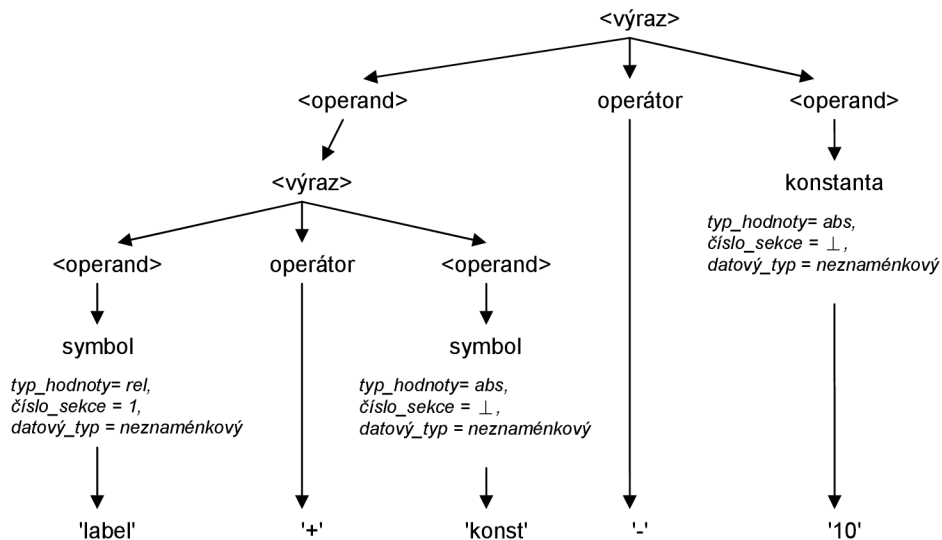 <výraz>
<operand>
operátor
<operand>
<výraz>
konstanta
typ_hodnoty= abs,
číslo_sekce = ⊥,
datový_typ = neznaménkový
<operand>
operátor
<operand>
symbol
symbol
typ_hodnoty= rel,
číslo_sekce = 1,
datový_typ = neznaménkový
typ_hodnoty= abs,
číslo_sekce = ⊥,
datový_typ = neznaménkový
'label'
'+'
'konst'
'-'
'10'